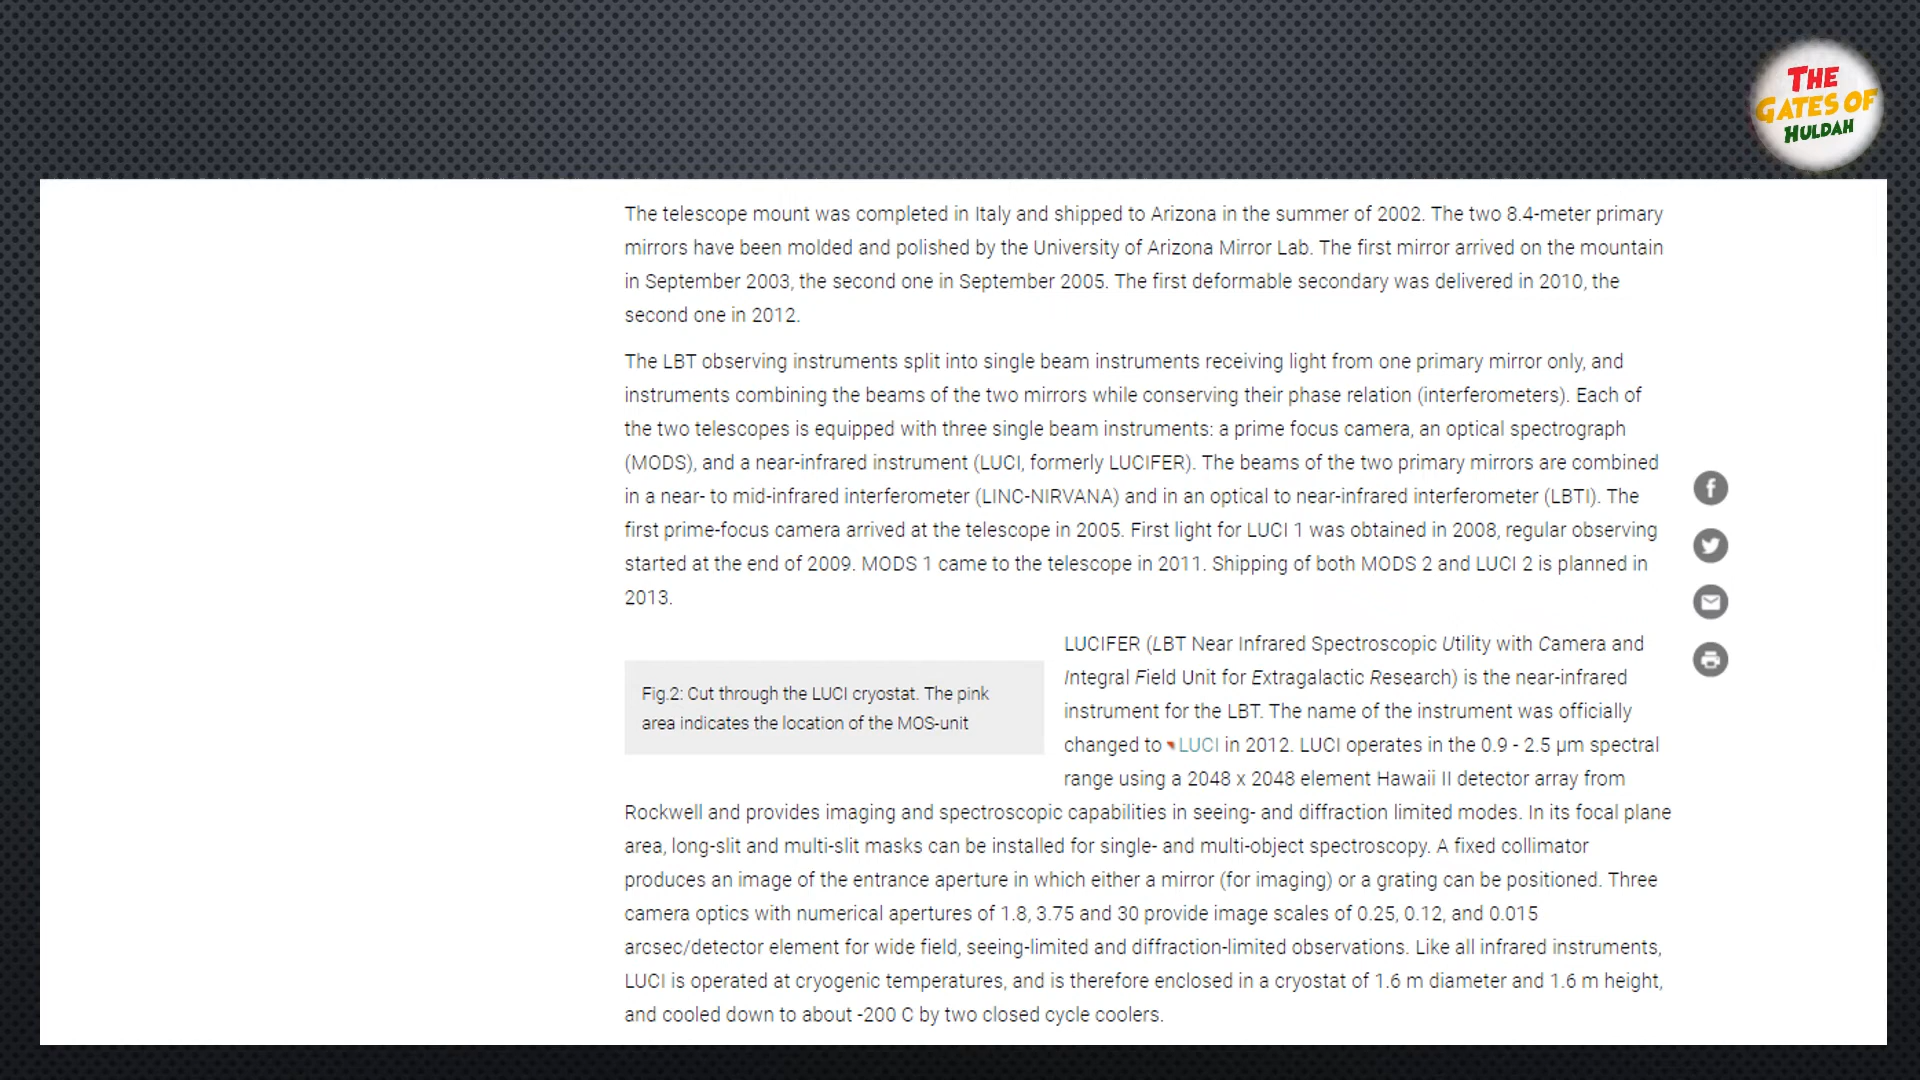 THE
GATES OF
HULDAH
The telescope mount was completed in Italy and shipped to Arizona in the summer of 2002. The two 8.4-meter primary
mirrors have been molded and polished by the University of Arizona Mirror Lab. The first mirror arrived on the mountain
in September 2003, the second one in September 2005. The first deformable secondary was delivered in 2010, the
second one in 2012.
The LBT observing instruments split into single beam instruments receiving light from one primary mirror only, and
instruments combining the beams of the two mirrors while conserving their phase relation (interferometers). Each of
the two telescopes is equipped with three single beam instruments: a prime focus camera, an optical spectrograph
(MODS), and a near-infrared instrument (LUCI, formerly LUCIFER). The beams of the two primary mirrors are combined
in a near- to mid-infrared interferometer (LINC-NIRVANA) and in an optical to near-infrared interferometer (LBTI). The
first prime-focus camera arrived at the telescope in 2005. First light for LUCI 1 was obtained in 2008, regular observing
started at the end of 2009. MODS 1 came to the telescope in 2011. Shipping of both MODS 2 and LUCI 2 is planned in
2013.
Fig.2: Cut through the LUCI cryostat. The pink
area indicates the location of the MOS-unit
LUCIFER (LBT Near Infrared Spectroscopic Utility with Camera and
Integral Field Unit for Extragalactic Research) is the near-infrared
instrument for the LBT. The name of the instrument was officially
changed to LUCI in 2012. LUCI operates in the 0.9 - 2.5 µm spectral
range using a 2048 x 2048 element Hawaii II detector array from
Rockwell and provides imaging and spectroscopic capabilities in seeing- and diffraction limited modes. In its focal plane
area, long-slit and multi-slit masks can be installed for single- and multi-object spectroscopy. A fixed collimator
produces an image of the entrance aperture in which either a mirror (for imaging) or a grating can be positioned. Three
camera optics with numerical apertures of 1.8, 3.75 and 30 provide image scales of 0.25, 0.12, and 0.015
arcsec/detector element for wide field, seeing-limited and diffraction-limited observations. Like all infrared instruments,
LUCI is operated at cryogenic temperatures, and is therefore enclosed in a cryostat of 1.6 m diameter and 1.6 m height,
and cooled down to about -200 C by two closed cycle coolers.